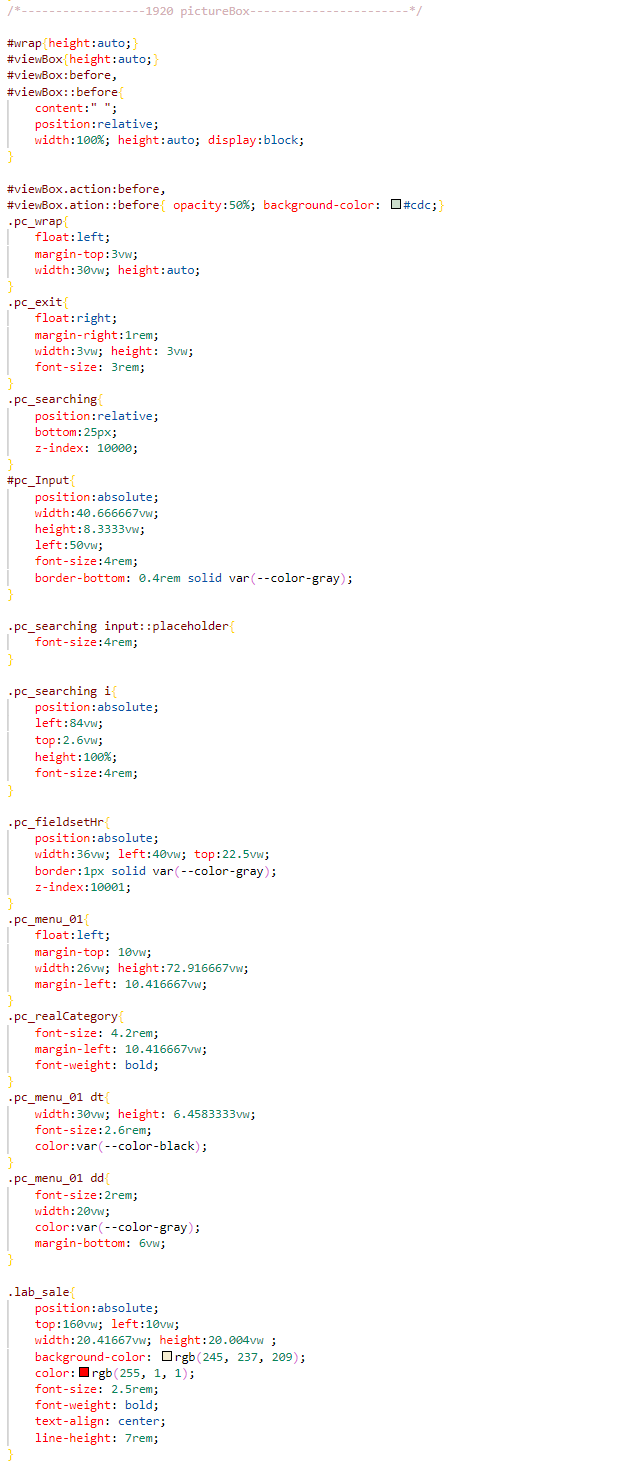 /*------------------1920 pictureBox-----------------------*/
#wrap{height:auto;}
#viewBox{height:auto;}
#viewBox:before,
#viewBox::before{
content:" ";
position:relative;
width:100%; height:auto; display:block;
}
#viewBox.action:before,
#viewBox.ation::before{ opacity:50%; background-color: #cdc;}
.pc_wrap{
float:left;
margin-top:3vw;
width:30vw; height:auto;
}
.pc_exit{
float:right;
margin-right:1rem;
width:3vw; height: 3vw;
font-size: 3rem;
}
.pc_searching{
position:relative;
bottom:25px;
z-index: 10000;
}
#pc_Input{
position:absolute;
width:40.666667vw;
height:8.3333vw;
left:50vw;
font-size:4rem;
border-bottom: 0.4rem solid var(--color-gray);
}
.pc_searching input::placeholder{
font-size:4rem;
}
.pc_searching i{
position:absolute;
left:84vw;
top:2.6vw;
height:100%;
font-size:4rem;
}
.pc_fieldsetHr{
position:absolute;
width:36vw; left:40vw; top:22.5vw;
border:1px solid var(--color-gray);
z-index:10001;
}
.pc_menu_01{
float:left;
margin-top: 10vw;
width:26vw; height:72.916667vw;
margin-left: 10.416667vw;
}
.pc_realCategory{
font-size: 4.2rem;
margin-left: 10.416667vw;
font-weight: bold;
}
.pc_menu_01 dt{
width:30vw; height: 6.4583333vw;
font-size:2.6rem;
color:var(--color-black);
}
.pc_menu_01 dd{
font-size:2rem;
width:20vw;
color:var(--color-gray);
margin-bottom: 6vw;
}
.lab_sale{
position:absolute;
top:160vw; left:10vw;
width:20.41667vw; height:20.004vw ;
background-color: rgb(245, 237, 209);
color:rgb(255, 1, 1);
font-size: 2.5rem;
font-weight: bold;
text-align: center;
line-height: 7rem;
}